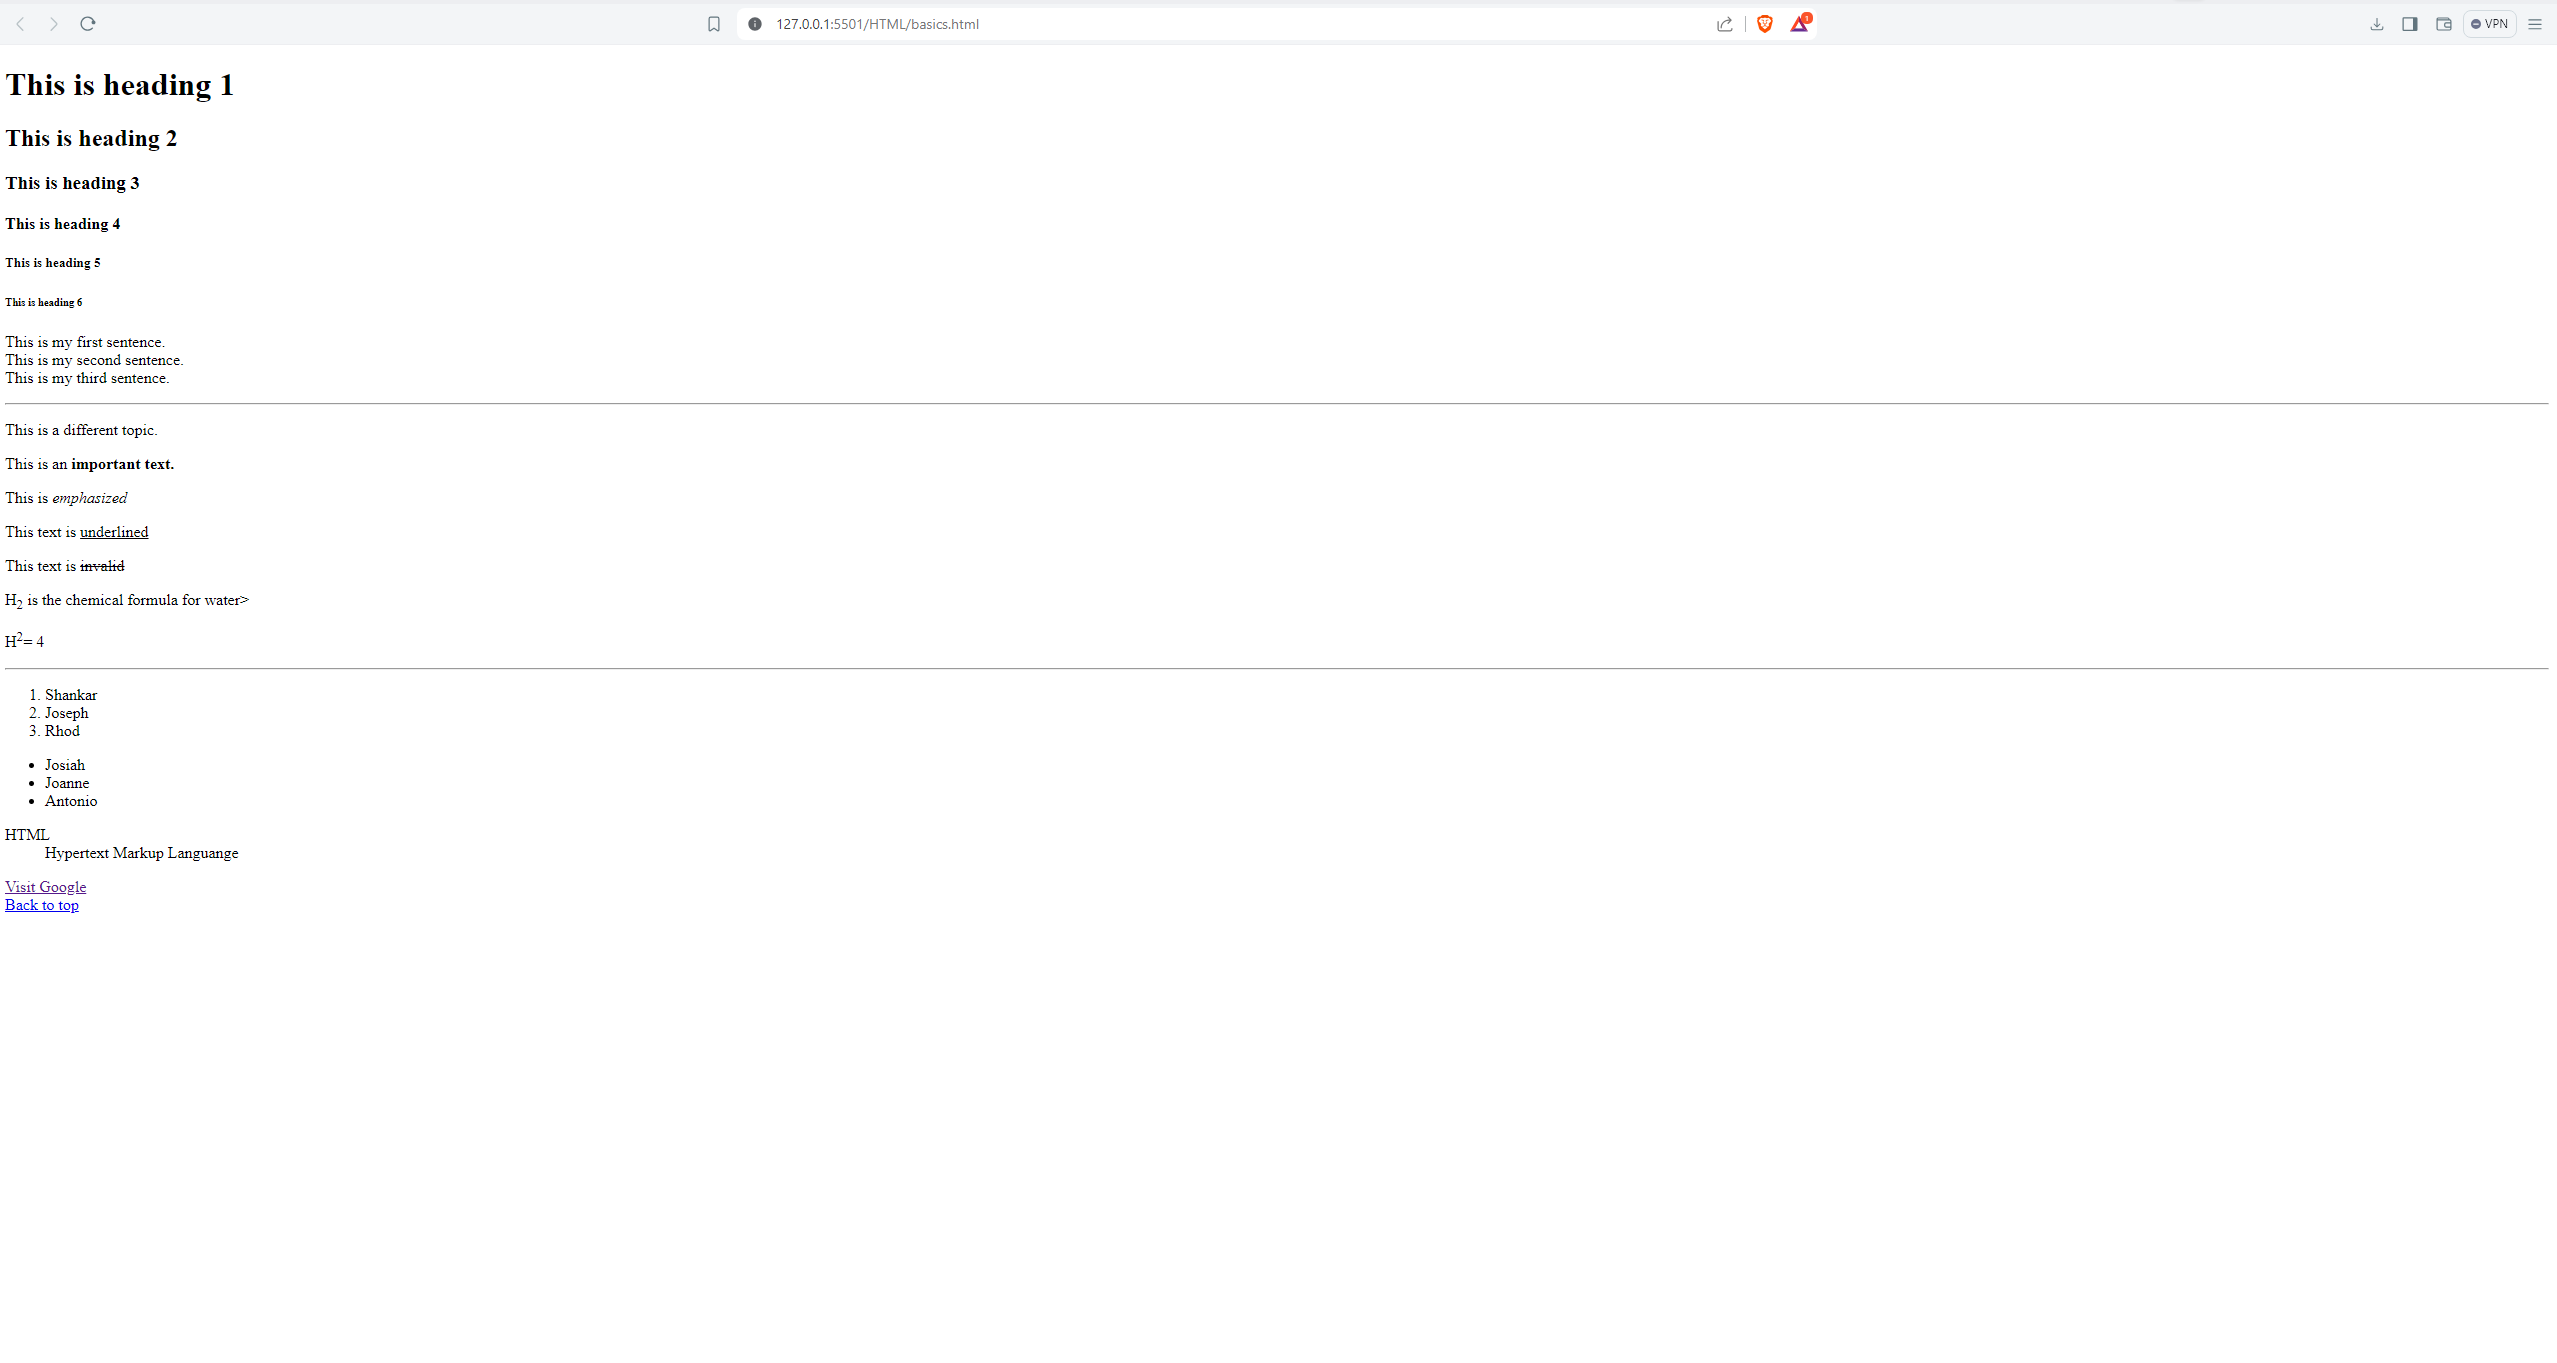 127.0.0.1:5501/HTML/basics.html
1
VPN
This is heading 1
This is heading 2
This is heading 3
This is heading 4
This is heading 5
This is heading 6
This is my first sentence.
This is my second sentence.
This is my third sentence.
This is a different topic.
This is an important text.
This is emphasized
This text is underlined
This text is invalid
H₂ is the chemical formula for water>
H²= 4
1. Shankar
2. Joseph
3. Rhod
• Josiah
• Joanne
• Antonio
HTML
Hypertext Markup Languange
Visit Google
Back to top